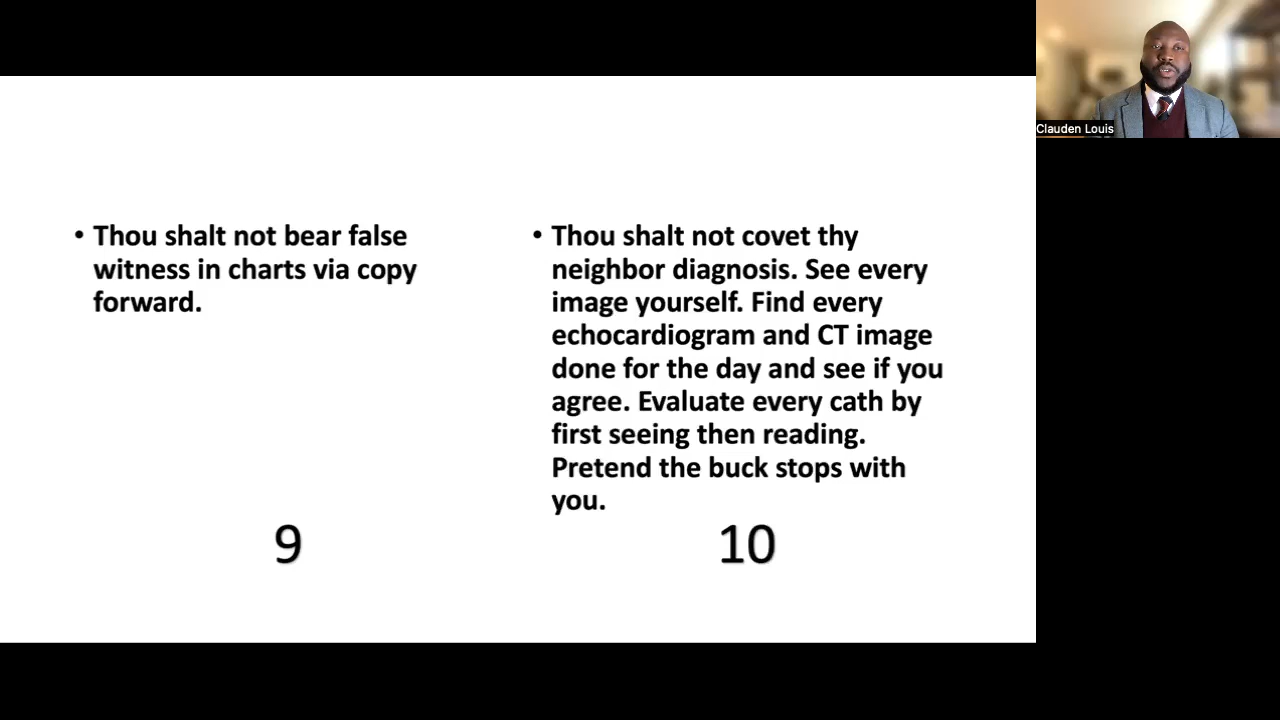 • Thou shalt not bear false
witness in charts via copy
forward.
9
• Thou shalt not covet thy
neighbor diagnosis. See every
image yourself. Find every
echocardiogram and CT image
done for the day and see if you
agree. Evaluate every cath by
first seeing then reading.
Pretend the buck stops with
you.
10
Clauden Louis